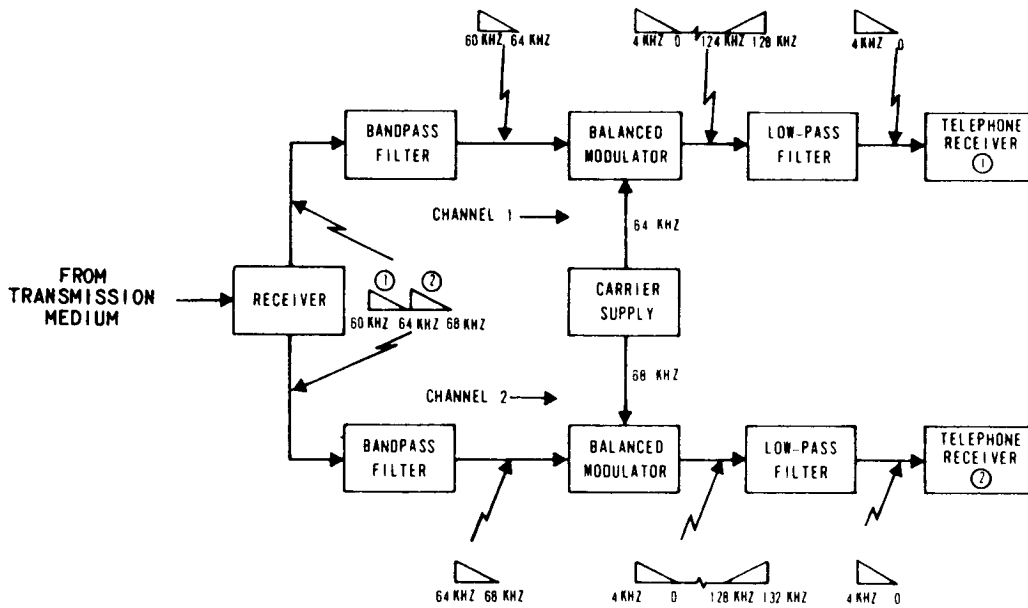 60 KHZ 64 KHZ
4 KHZ 0 124 KHZ 128 KHZ
4 KHZ 0
BANDPASS
FILTER
BALANCED
MODULATOR
LOW-PASS
FILTER
TELEPHONE
RECEIVER
1
CHANNEL 1
64 KHZ
FROM
TRANSMISSION
MEDIUM
RECEIVER
1 2
60 KHZ 64 KHZ 68 KHZ
CARRIER
SUPPLY
68 KHZ
CHANNEL 2
BANDPASS
FILTER
BALANCED
MODULATOR
LOW-PASS
FILTER
TELEPHONE
RECEIVER
2
64 KHZ 68 KHZ
4 KHZ 0 128 KHZ 132 KHZ
4 KHZ 0